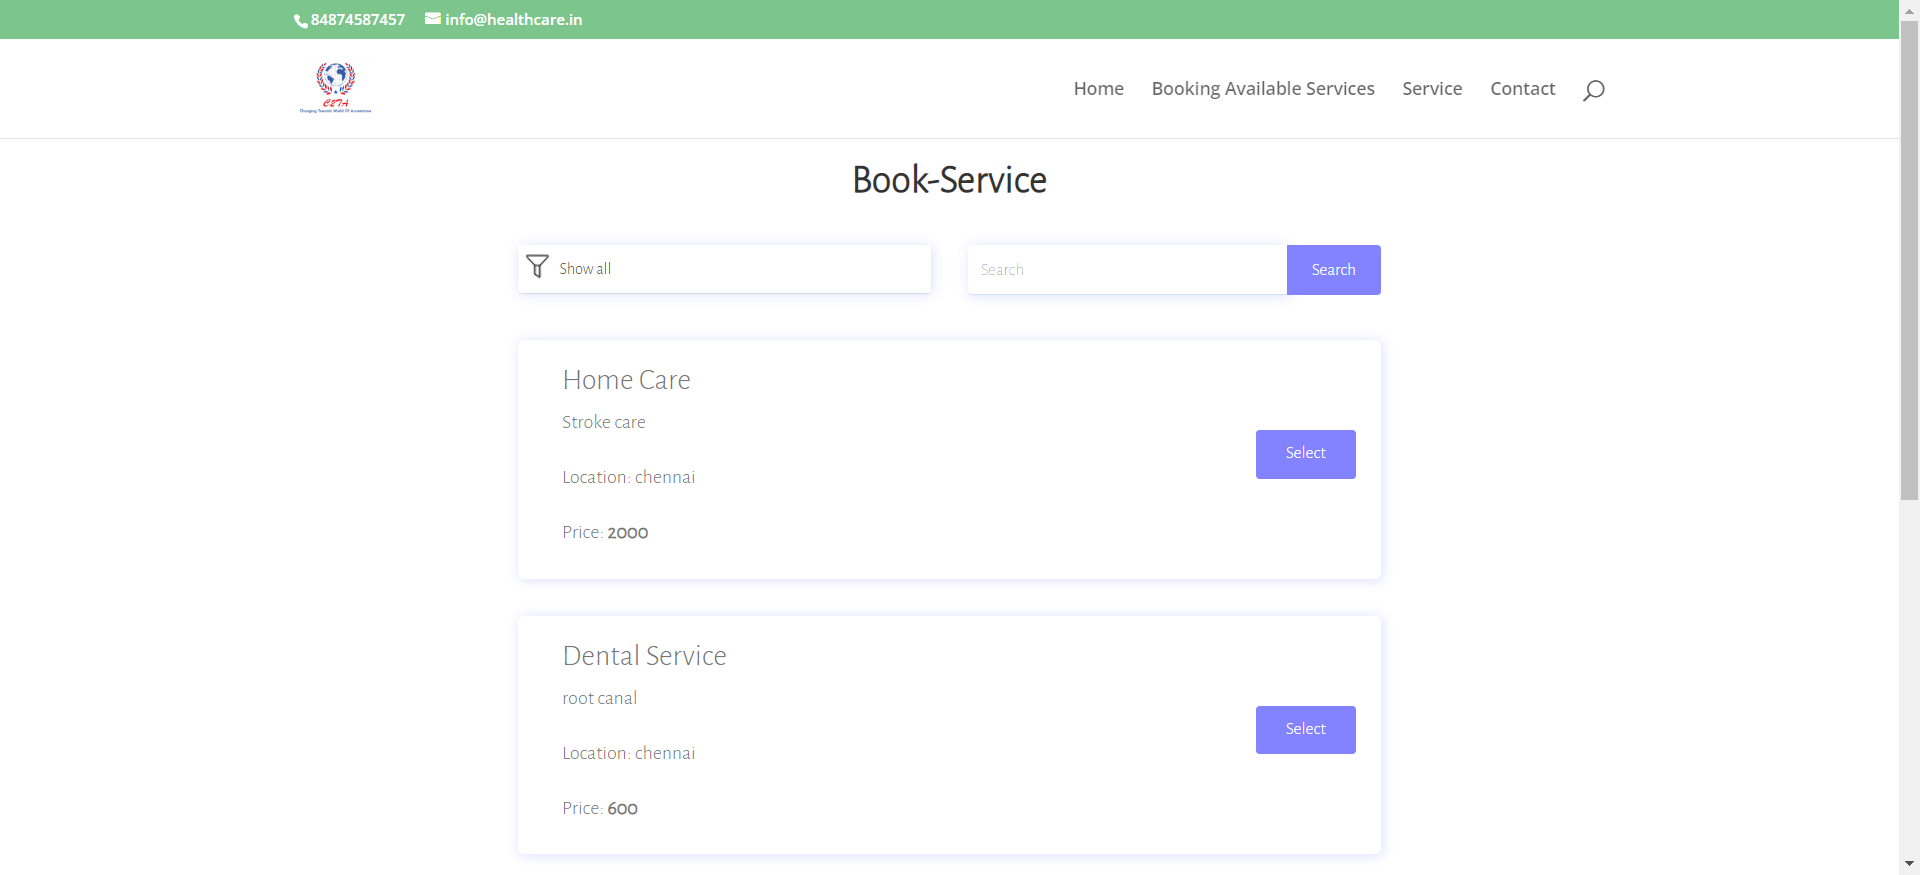 84874587457 info@healthcare.in
C2TA
Changing Towards World Of Automation
Home Booking Available Services Service Contact
Book-Service
Show all
Search Search
Home Care
Stroke care
Select
Location: chennai
Price: 2000
Dental Service
root canal
Select
Location: chennai
Price: 600